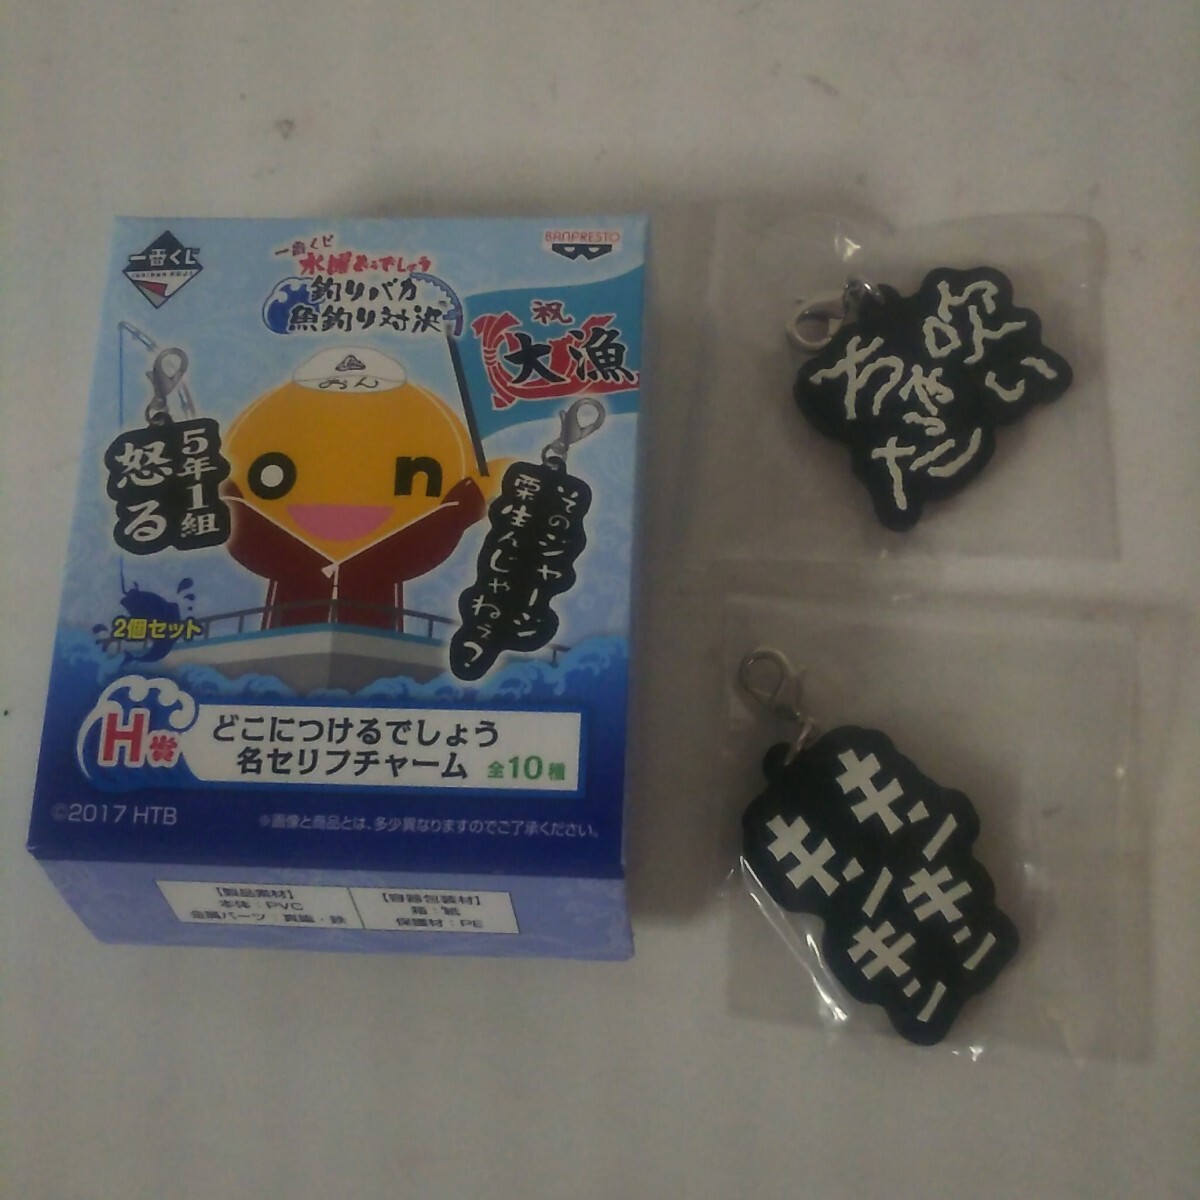 一番くじ
一番くじ
水曜どうでしょう
釣りバカ
魚釣り対決
BANPRESTO
祝
大漁
おん
on
5年1組
怒る
そのジャージ
栗生んじゃねぇ?
2個セット
H賞
どこにつけるでしょう
名セリフチャーム 全10種
©2017 HTB
※画像と商品とは、多少異なりますのでご了承ください。
【製品素材】
本体:PVC
金属パーツ:真鍮・鉄
【容器包装材】
箱:紙
保護材:PE
吸い
ちゃった
キンキン
キンキン